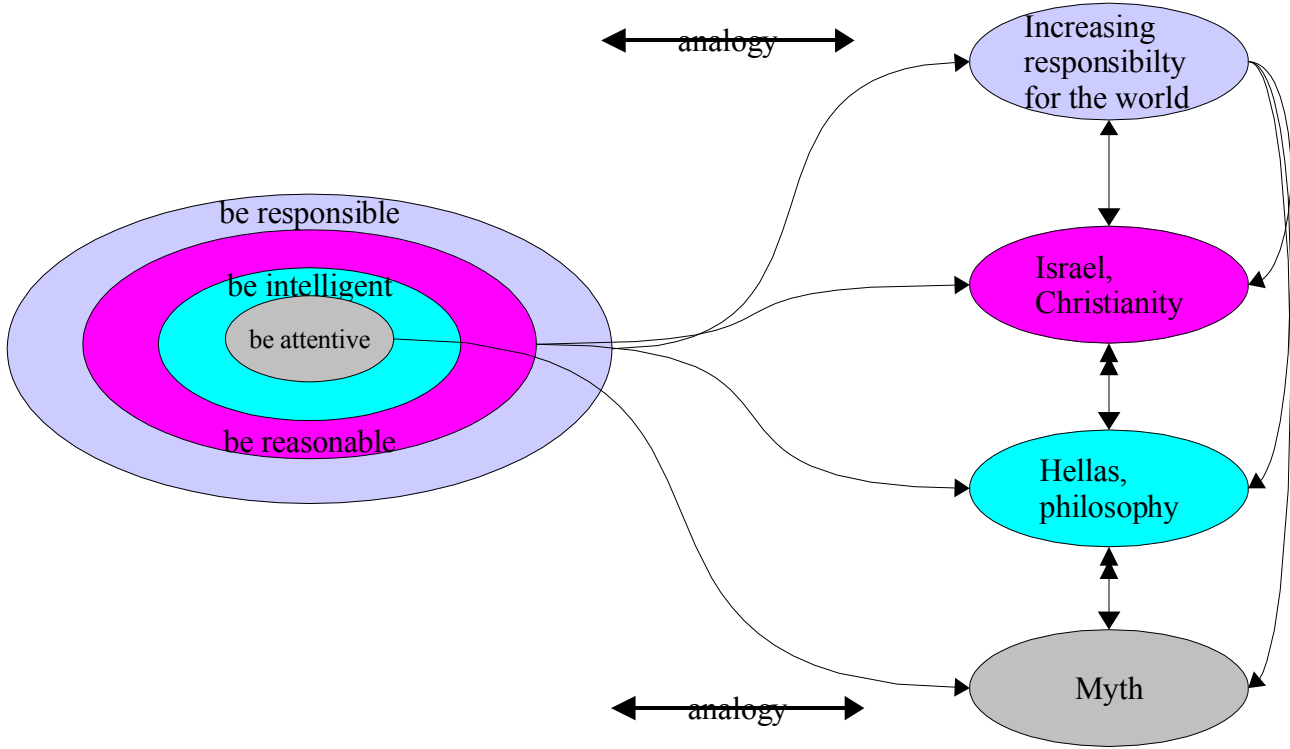 analogy
Increasing
responsibilty
for the world
be responsible
be intelligent
be attentive
be reasonable
Israel,
Christianity
Hellas,
philosophy
Myth
analogy